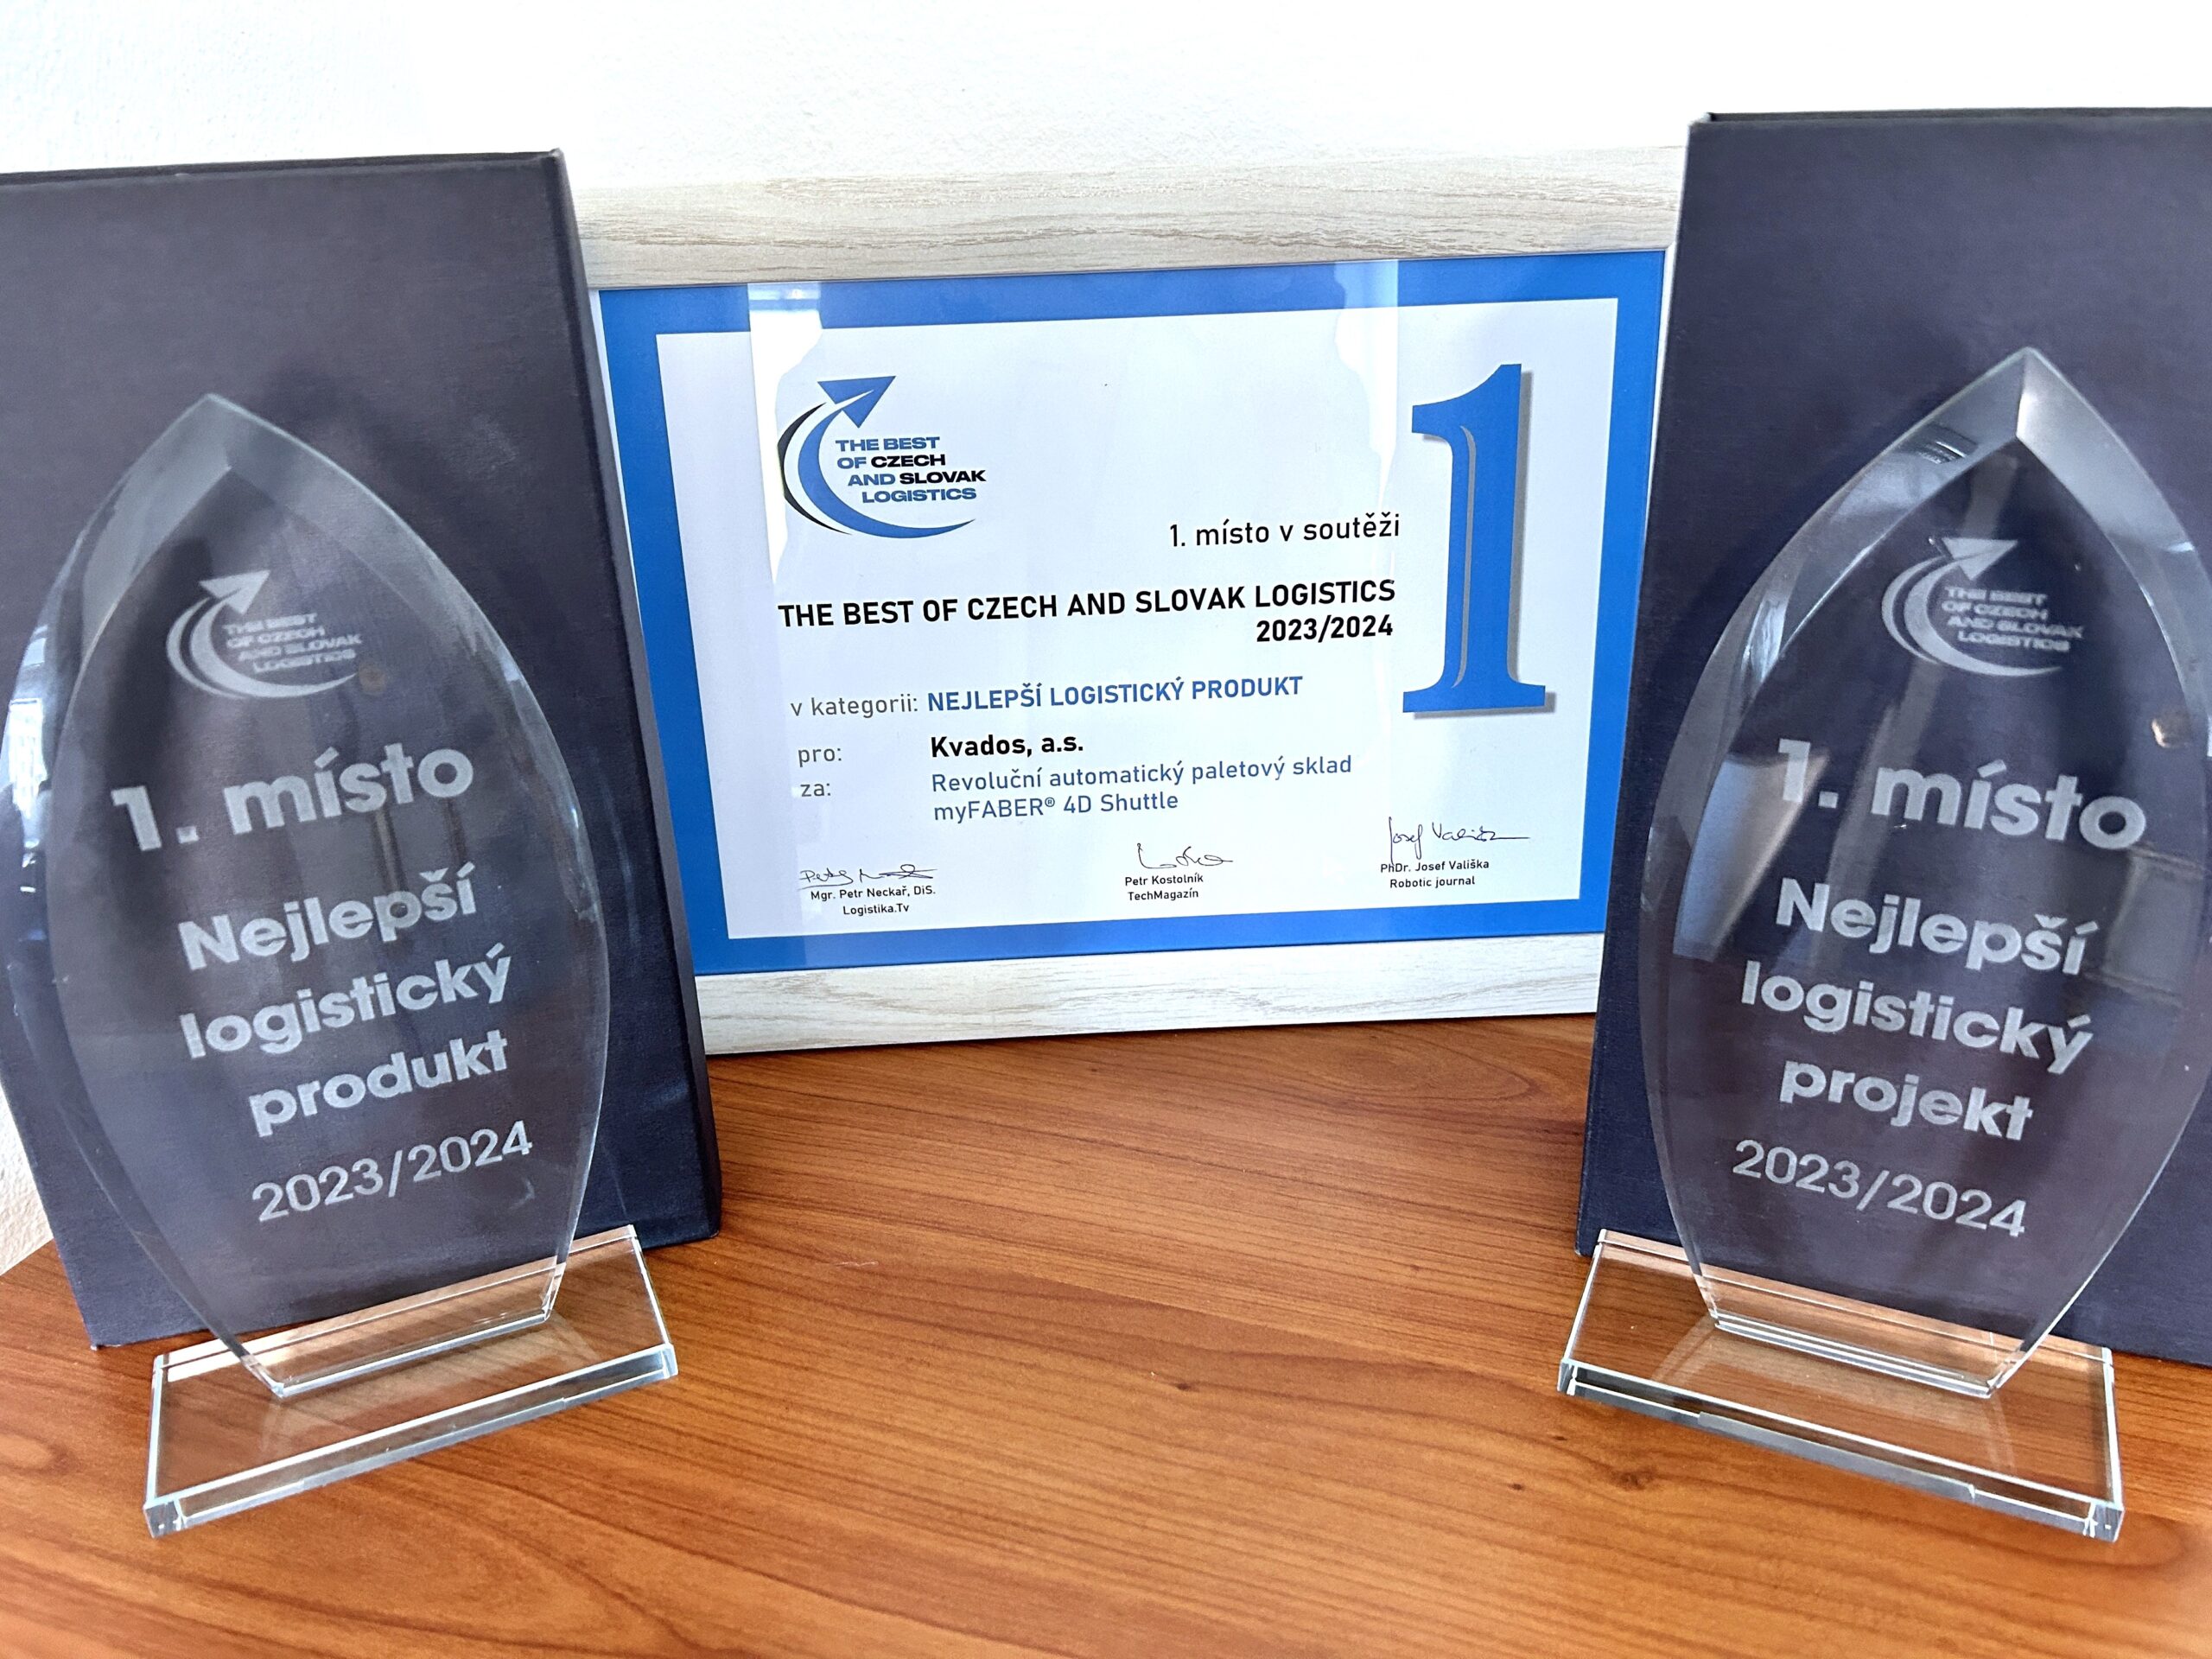 THE BEST
OF CZECH
AND SLOVAK
LOGISTICS
1. místo
Nejlepší
logistický
produkt
2023/2024
THE BEST
OF CZECH
AND SLOVAK
LOGISTICS
1
1. místo v soutěži
THE BEST OF CZECH AND SLOVAK LOGISTICS
2023/2024
v kategorii: NEJLEPŠÍ LOGISTICKÝ PRODUKT
pro: Kvados, a.s.
za: Revoluční automatický paletový sklad
myFABER® 4D Shuttle
Mgr. Petr Neckař, DiS.
Logistika.Tv
Petr Kostolník
TechMagazín
Josef Vališka
PhDr. Josef Vališka
Robotic journal
THE BEST
OF CZECH
AND SLOVAK
LOGISTICS
1. místo
Nejlepší
logistický
projekt
2023/2024